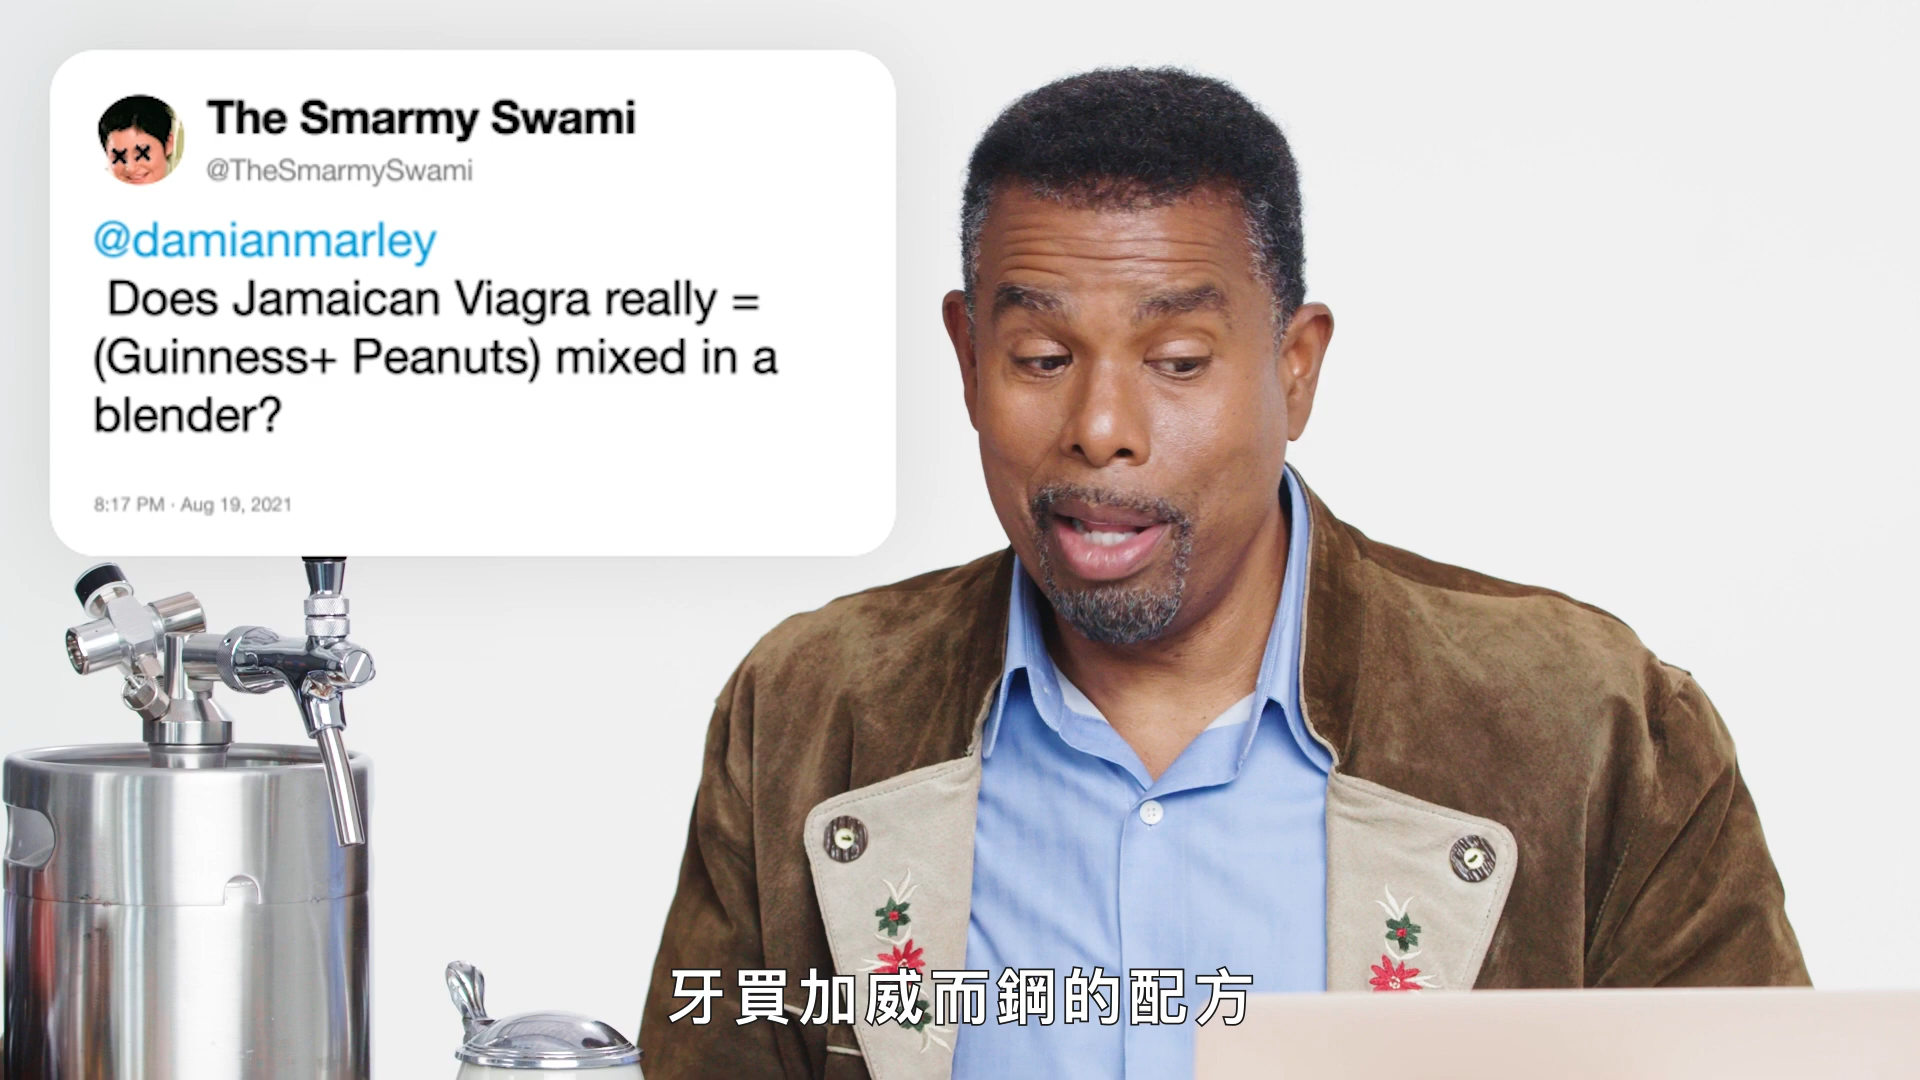 The Smarmy Swami
@TheSmarmySwami
@damianmarley
Does Jamaican Viagra really =
(Guinness+ Peanuts) mixed in a
blender?
8:17 PM · Aug 19, 2021
牙買加威而鋼的配方